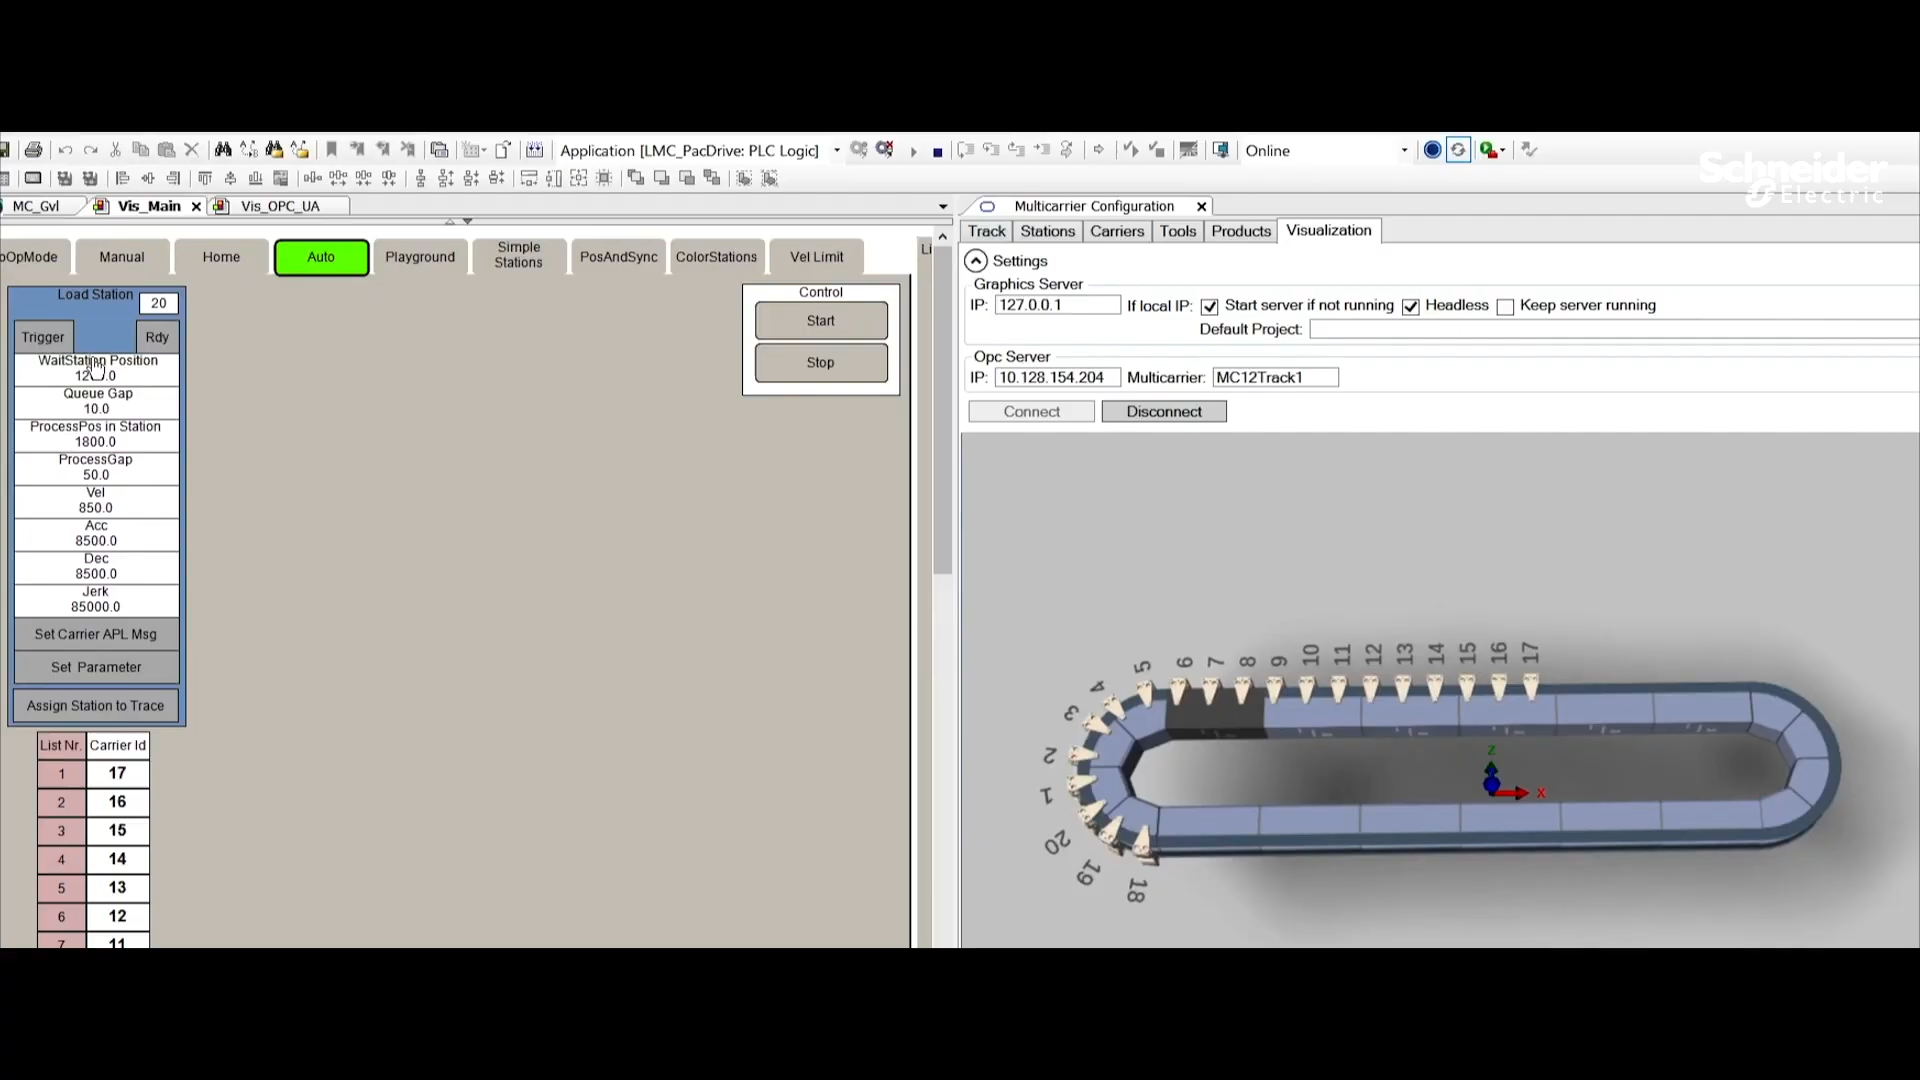 Application [LMC_PacDrive: PLC Logic]
Online
Schneider
Electric
MC_Gvl
Vis_Main
Vis_OPC_UA
Multicarrier Configuration
Track
Stations
Carriers
Tools
Products
Visualization
oOpMode
Manual
Home
Auto
Playground
Simple
Stations
PosAndSync
ColorStations
Vel Limit
Li
Settings
Graphics Server
IP: 127.0.0.1 If local IP: Start server if not running Headless Keep server running
Default Project:
Opc Server
IP: 10.128.154.204 Multicarrier: MC12Track1
Connect
Disconnect
Load Station
20
Trigger
Rdy
WaitStation Position
Queue Gap
10.0
ProcessPos in Station
1800.0
ProcessGap
50.0
Vel
850.0
Acc
8500.0
Dec
8500.0
Jerk
85000.0
Set Carrier APL Msg
Set Parameter
Assign Station to Trace
Control
Start
Stop
List Nr. Carrier Id
1 17
2 16
3 15
4 14
5 13
6 12
7 11
5 6 7 8 9 10 11 12 13 14 15 16 17
4
3
2
1
20
19
18
Z
X